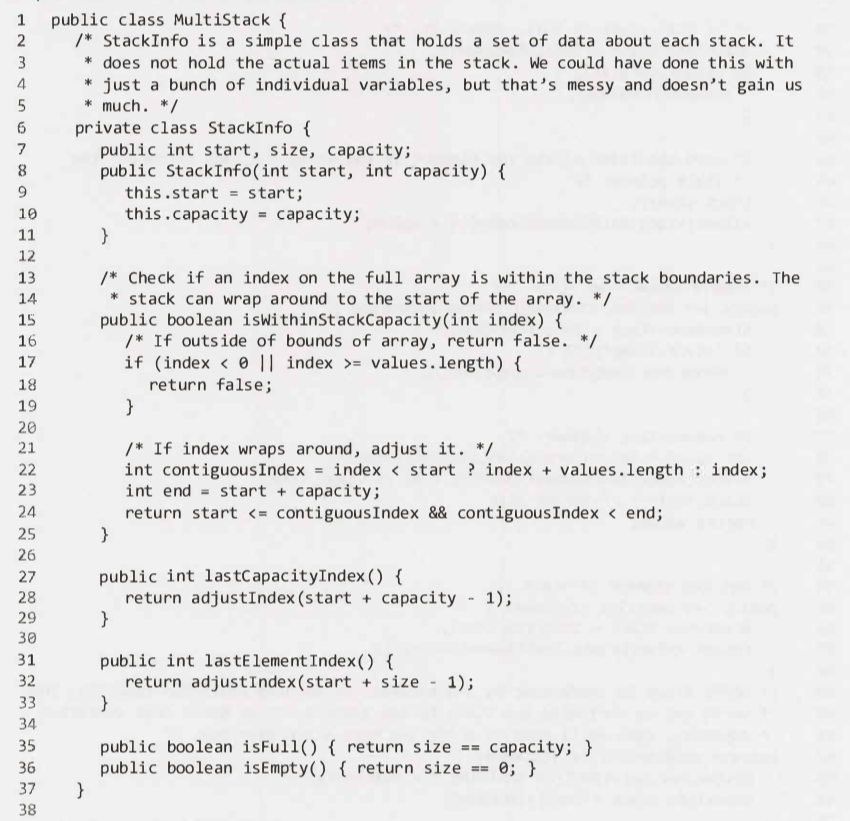 1 public class MultiStack {
2 /* StackInfo is a simple class that holds a set of data about each stack. It
3 * does not hold the actual items in the stack. We could have done this with
4 * just a bunch of individual variables, but that's messy and doesn't gain us
5 * much. */
6 private class StackInfo {
7 public int start, size, capacity;
8 public StackInfo(int start, int capacity) {
9 this.start = start;
10 this.capacity = capacity;
11 }
12
13 /* Check if an index on the full array is within the stack boundaries. The
14 * stack can wrap around to the start of the array. */
15 public boolean isWithinStackCapacity(int index) {
16 /* If outside of bounds of array, return false. */
17 if (index < 0 || index >= values.length) {
18 return false;
19 }
20
21 /* If index wraps around, adjust it. */
22 int contiguousIndex = index < start ? index + values.length : index;
23 int end = start + capacity;
24 return start <= contiguousIndex && contiguousIndex < end;
25 }
26
27 public int lastCapacityIndex() {
28 return adjustIndex(start + capacity - 1);
29 }
30
31 public int lastElementIndex() {
32 return adjustIndex(start + size - 1);
33 }
34
35 public boolean isFull() { return size == capacity; }
36 public boolean isEmpty() { return size == 0; }
37 }
38